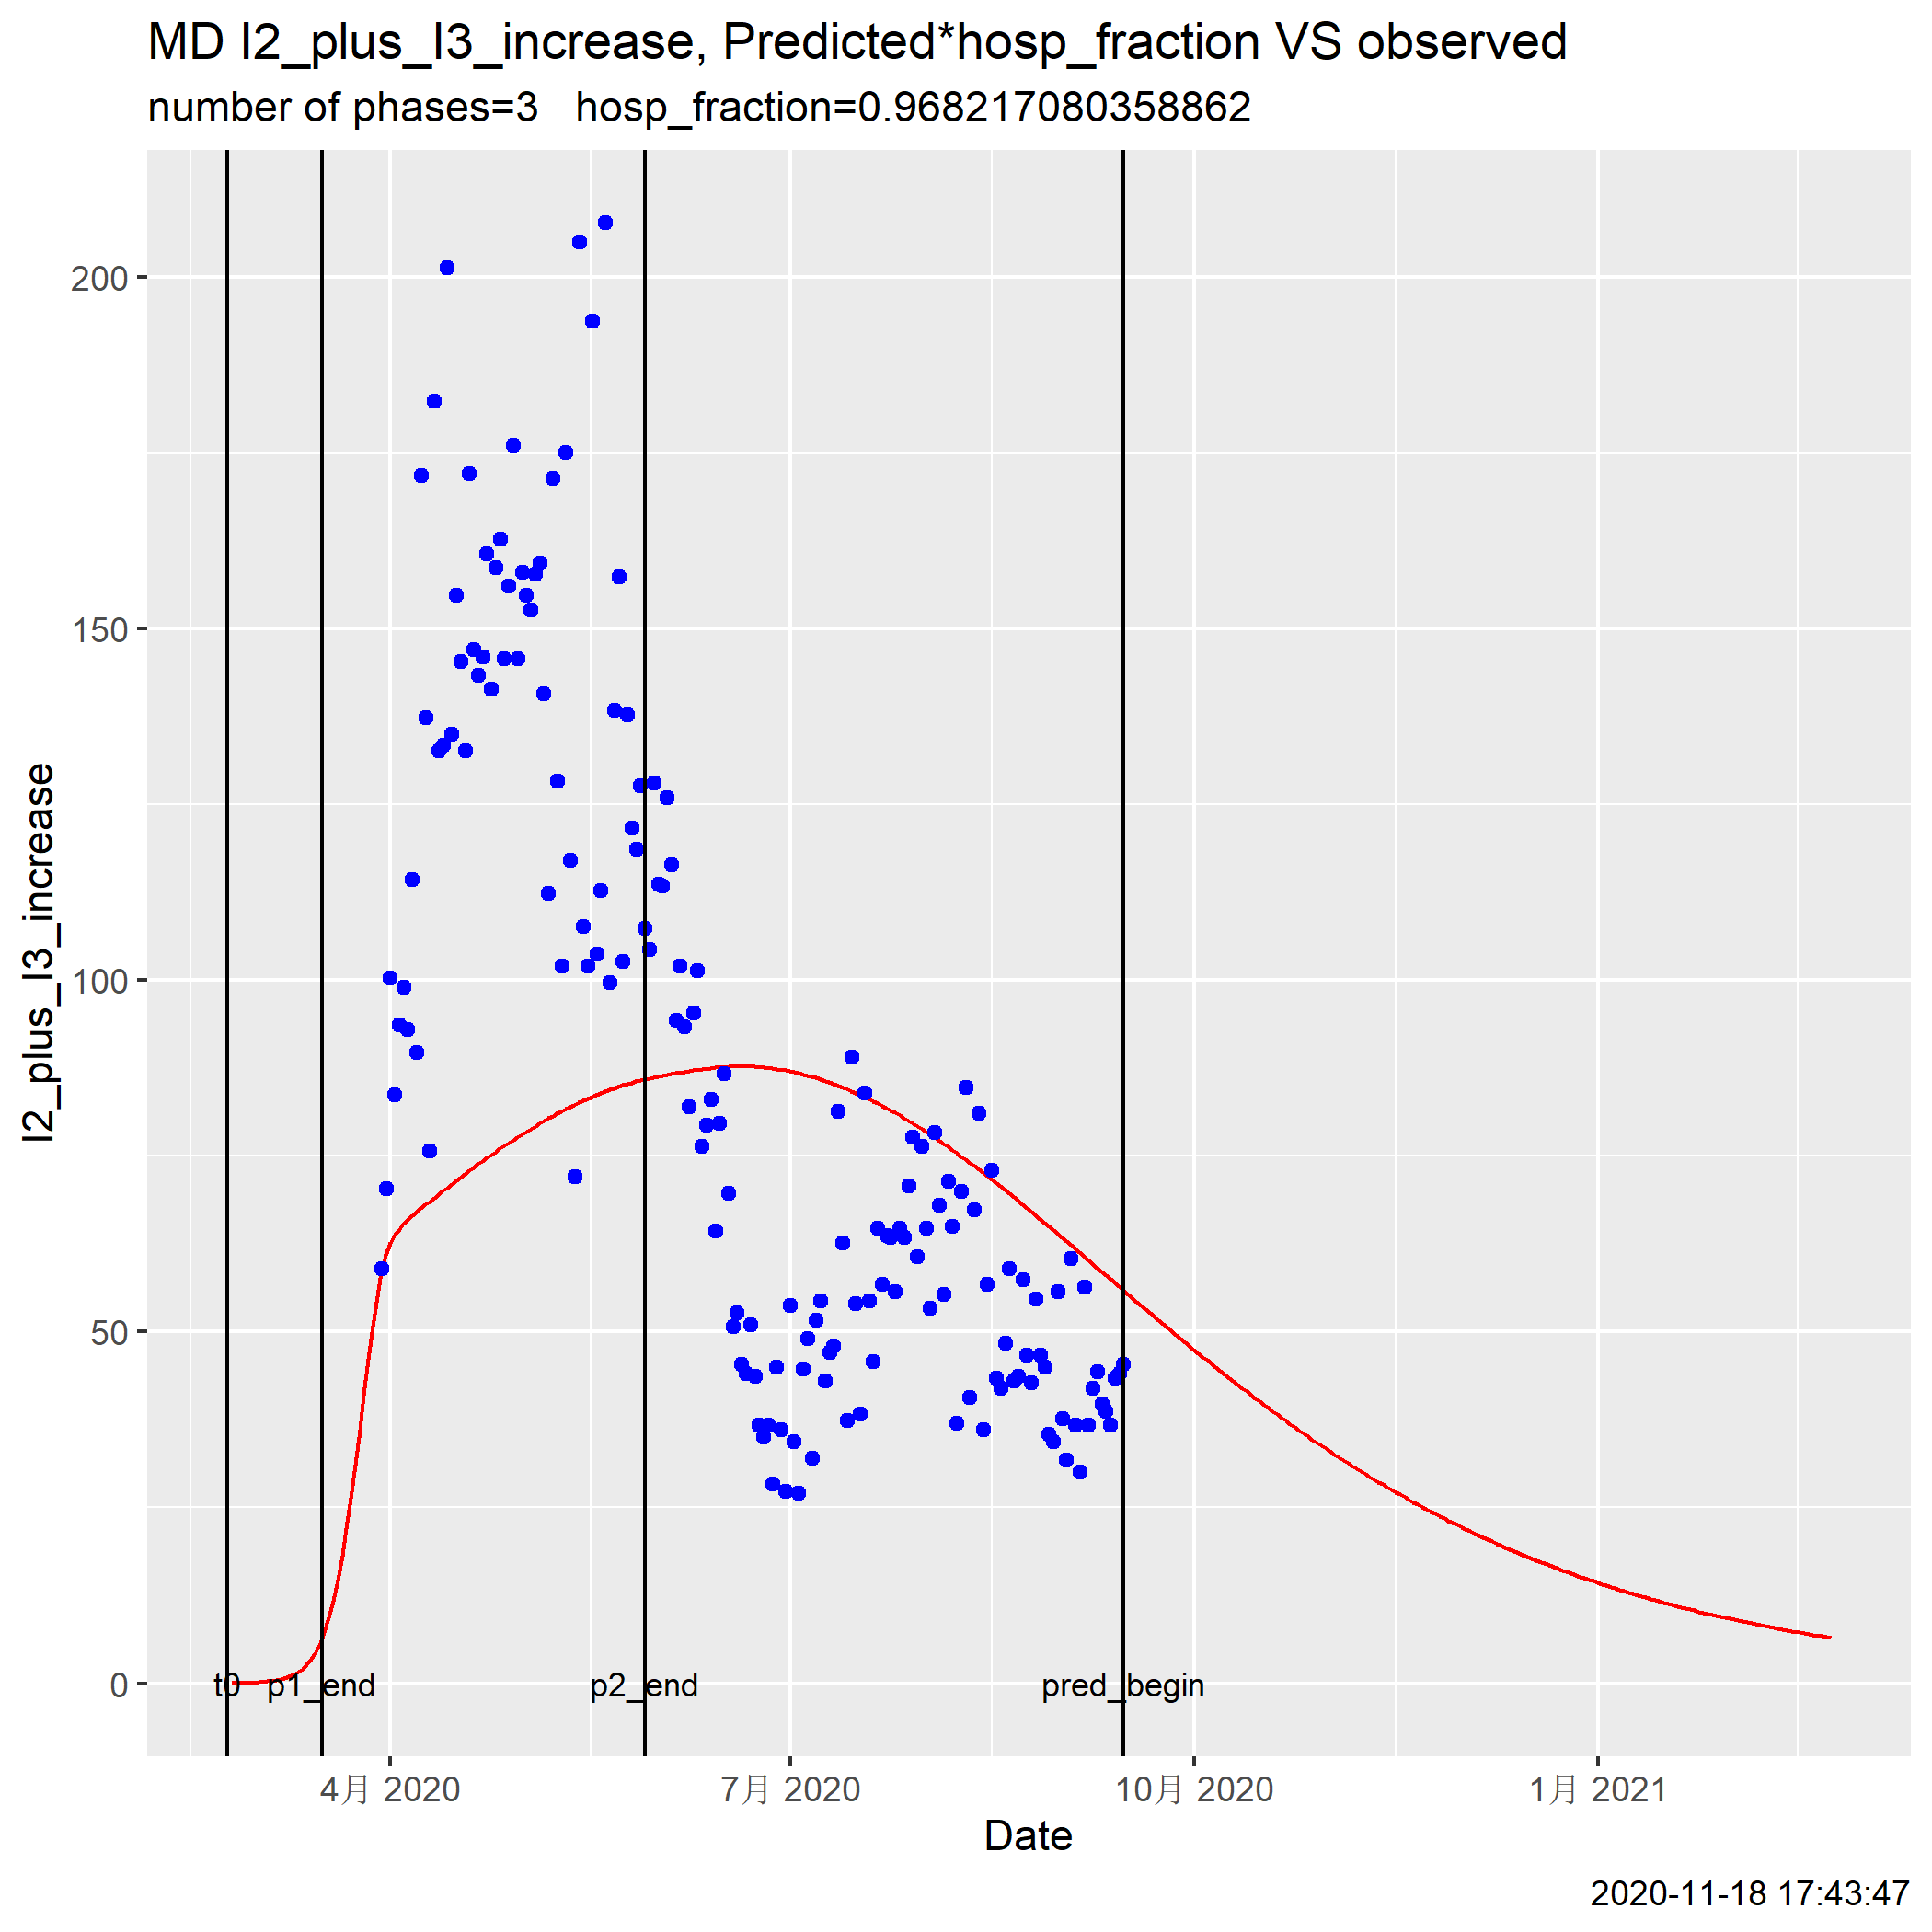 MD I2_plus_I3_increase, Predicted*hosp_fraction VS observed
number of phases=3 hosp_fraction=0.968217080358862
I2_plus_I3_increase
200
150
100
50
0
t0 p1_end p2_end pred_begin
4月 2020 7月 2020 10月 2020 1月 2021
Date
2020-11-18 17:43:47